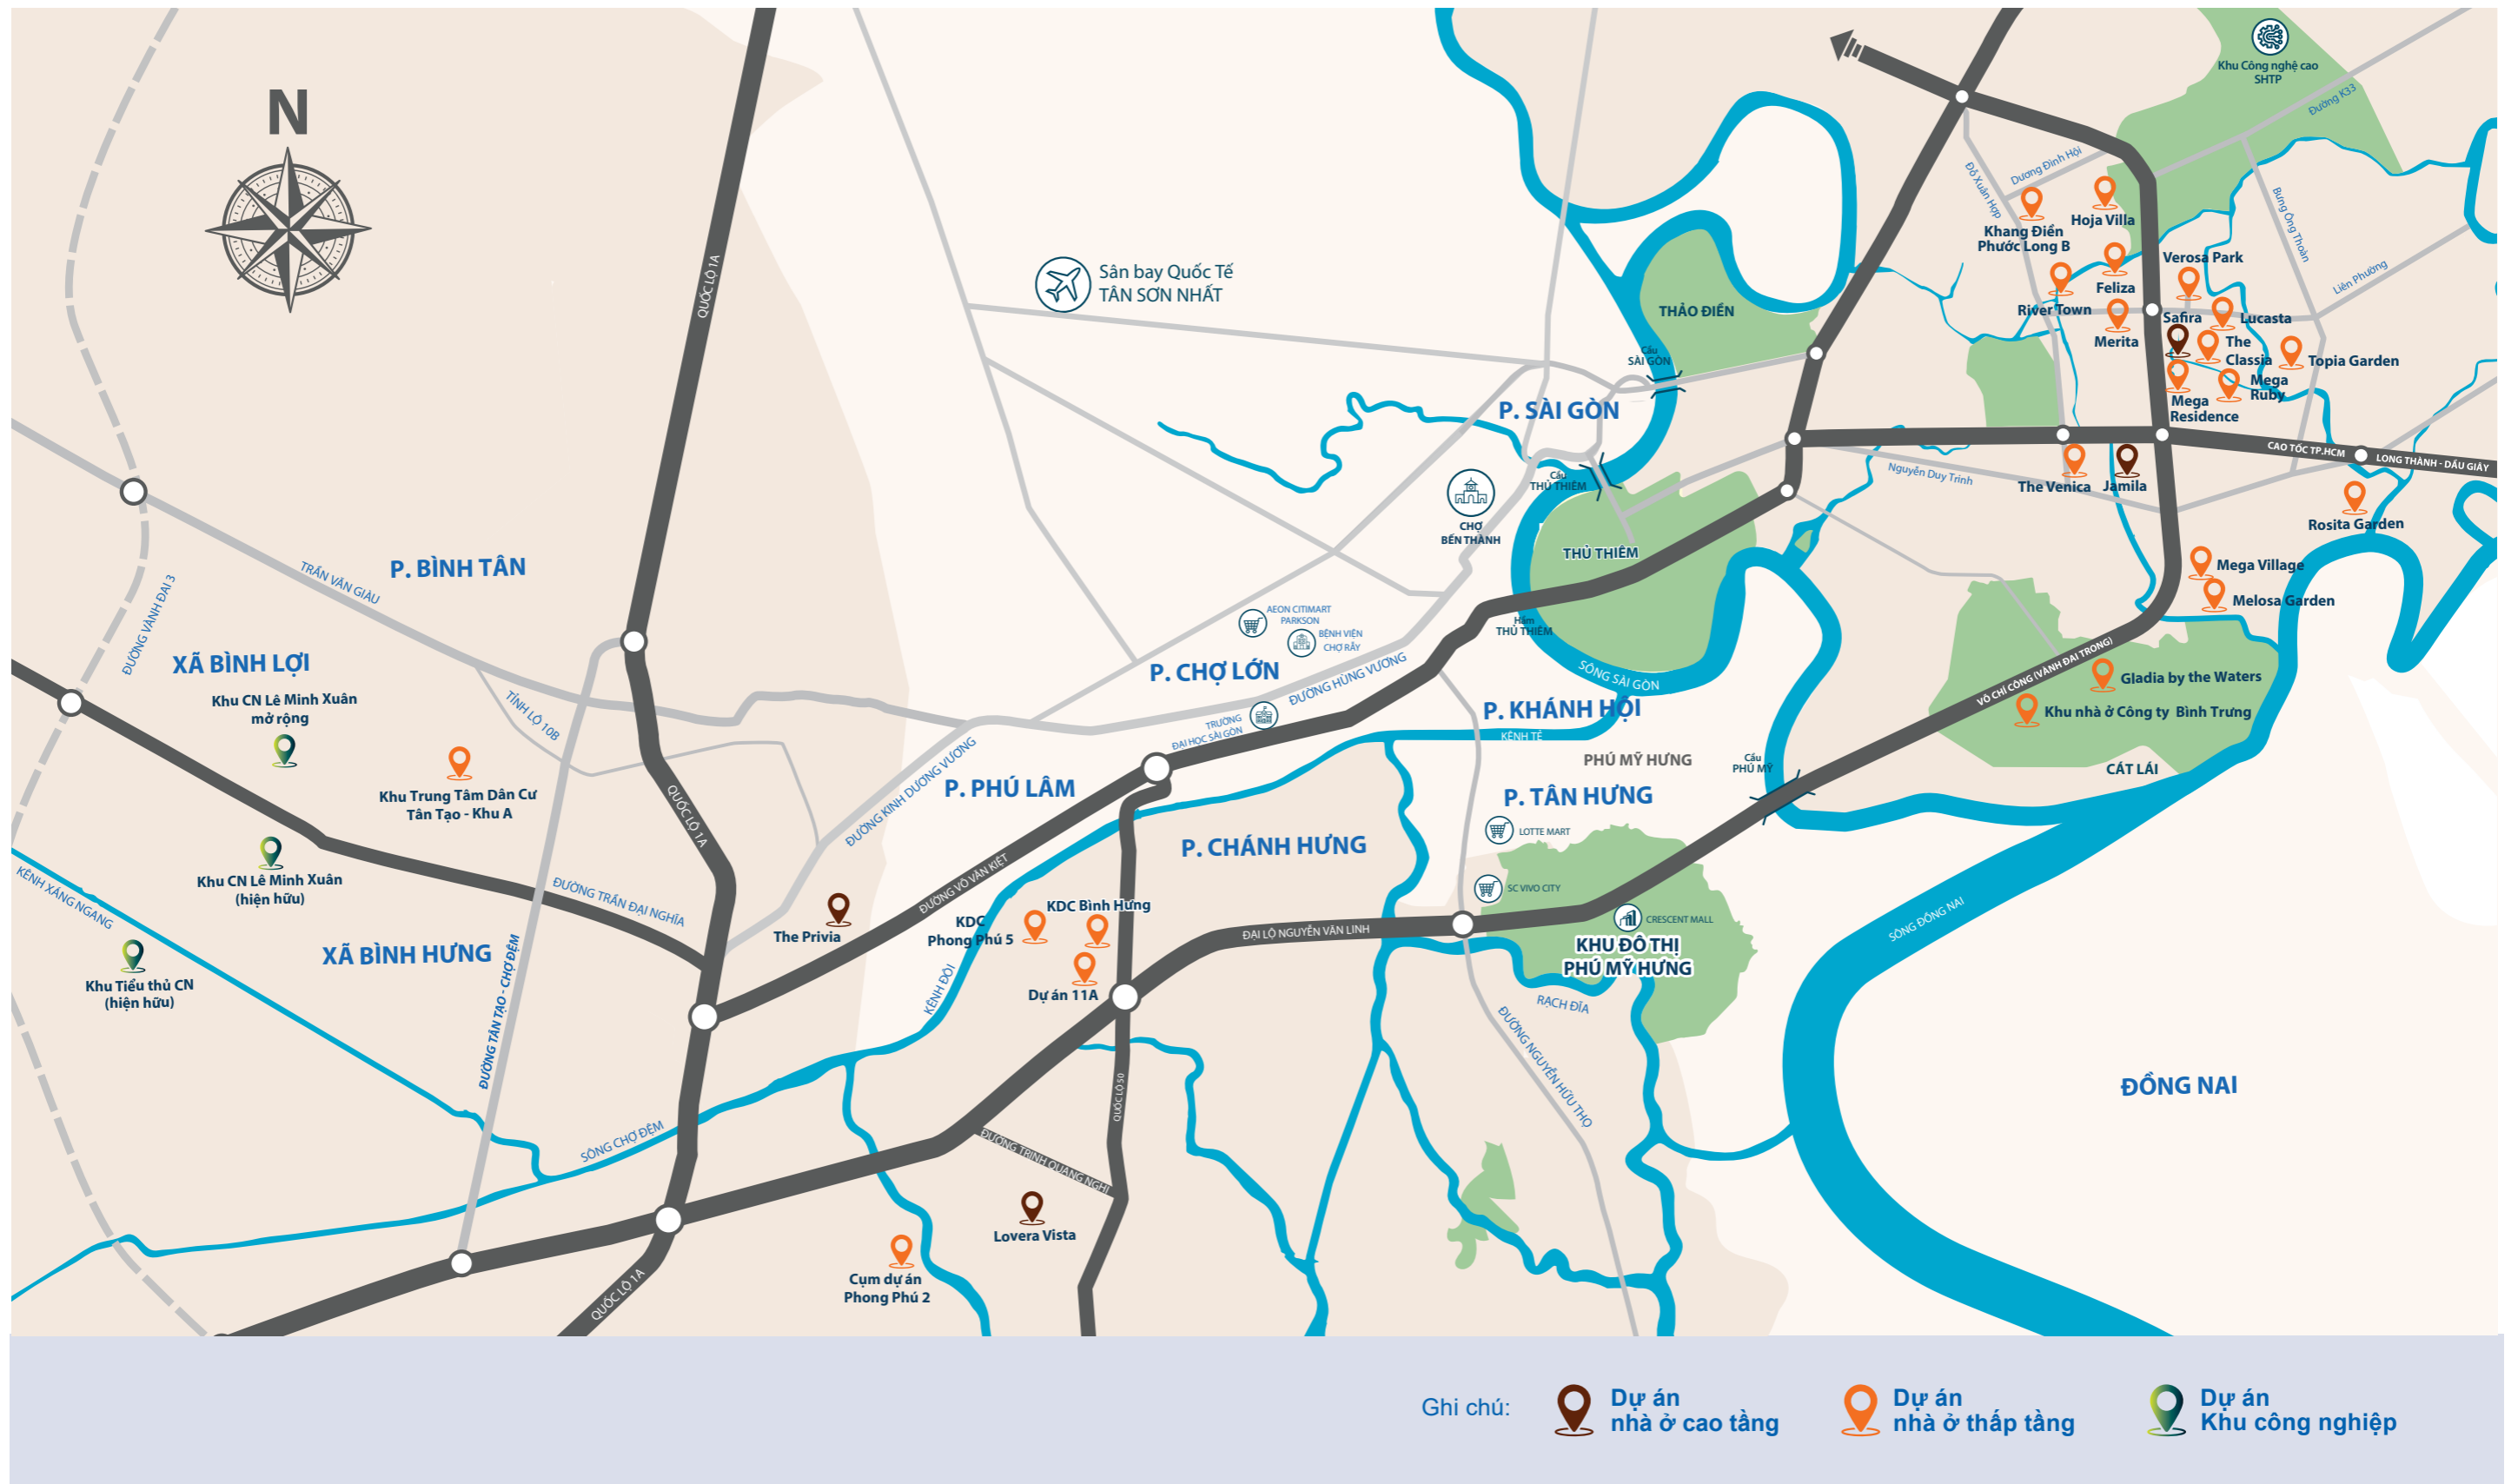 N
Khu Công nghệ cao
SHTP
Đường K33
Dương Đình Hội
Đỗ Xuân Hợp
Bưng Ông Thoàn
Liên Phường
Hoja Villa
Khang Điền
Phước Long B
Verosa Park
Feliza
River Town
Safira
Lucasta
Merita
The
Classia
Topia Garden
Mega
Ruby
Mega
Residence
QUỐC LỘ 1A
Sân bay Quốc Tế
TÂN SƠN NHẤT
THẢO ĐIỀN
Cầu
SÀI GÒN
P. SÀI GÒN
CAO TỐC TP.HCM
LONG THÀNH - DẦU GIÂY
Nguyễn Duy Trinh
The Venica
Jamila
Rosita Garden
Cầu
THỦ THIÊM
CHỢ
BẾN THÀNH
THỦ THIÊM
Mega Village
Melosa Garden
P. BÌNH TÂN
TRẦN VĂN GIÀU
ĐƯỜNG VÀNH ĐAI 3
AEON CITIMART
PARKSON
BỆNH VIỆN
CHỢ RẪY
Hầm
THỦ THIÊM
XÃ BÌNH LỢI
P. CHỢ LỚN
ĐƯỜNG HÙNG VƯƠNG
SÔNG SÀI GÒN
VÕ CHÍ CÔNG (VÀNH ĐAI TRONG)
Gladia by the Waters
Khu nhà ở Công ty Bình Trưng
Khu CN Lê Minh Xuân
mở rộng
TỈNH LỘ 10B
TRƯỜNG
ĐẠI HỌC SÀI GÒN
P. KHÁNH HỘI
KÊNH TẺ
PHÚ MỸ HƯNG
Cầu
PHÚ MỸ
CÁT LÁI
Khu Trung Tâm Dân Cư
Tân Tạo - Khu A
QUỐC LỘ 1A
ĐƯỜNG KINH DƯƠNG VƯƠNG
P. PHÚ LÂM
P. TÂN HƯNG
LOTTE MART
P. CHÁNH HƯNG
Khu CN Lê Minh Xuân
(hiện hữu)
KÊNH XÁNG NGANG
ĐƯỜNG TRẦN ĐẠI NGHĨA
ĐƯỜNG VÕ VĂN KIỆT
SC VIVO CITY
CRESCENT MALL
KHU ĐÔ THỊ
PHÚ MỸ HƯNG
The Privia
KDC
Phong Phú 5
KDC Bình Hưng
ĐẠI LỘ NGUYỄN VĂN LINH
SÔNG ĐỒNG NAI
XÃ BÌNH HƯNG
Khu Tiểu thủ CN
(hiện hữu)
ĐƯỜNG TÂN TẠO - CHỢ ĐỆM
KÊNH ĐÔI
Dự án 11A
RẠCH ĐĨA
ĐƯỜNG NGUYỄN HỮU THỌ
ĐỒNG NAI
QUỐC LỘ 50
SÔNG CHỢ ĐỆM
ĐƯỜNG TRỊNH QUANG NGHỊ
Lovera Vista
Cụm dự án
Phong Phú 2
QUỐC LỘ 1A
Ghi chú:
Dự án
nhà ở cao tầng
Dự án
nhà ở thấp tầng
Dự án
Khu công nghiệp